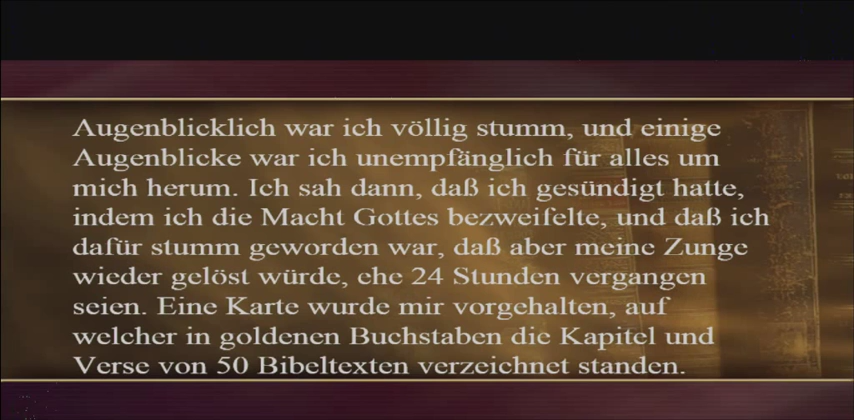 Augenblicklich war ich völlig stumm, und einige
Augenblicke war ich unempfänglich für alles um
mich herum. Ich sah dann, daß ich gesündigt hatte,
indem ich die Macht Gottes bezweifelte, und daß ich
dafür stumm geworden war, daß aber meine Zunge
wieder gelöst würde, ehe 24 Stunden vergangen
seien. Eine Karte wurde mir vorgehalten, auf
welcher in goldenen Buchstaben die Kapitel und
Verse von 50 Bibeltexten verzeichnet standen.